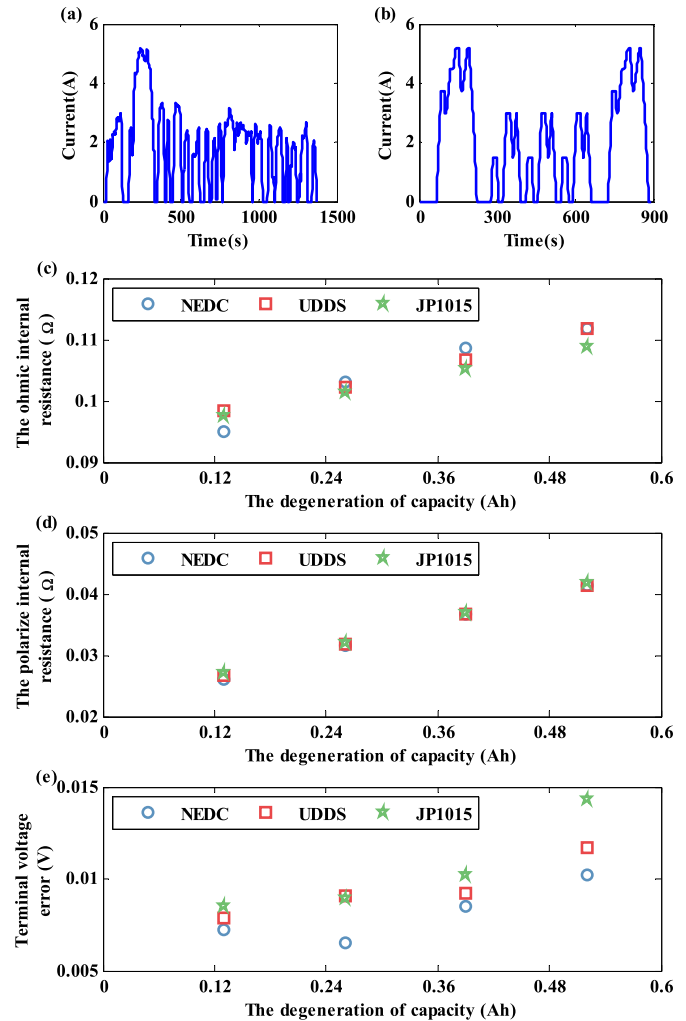 (a)
6
4
2
0
Current(A)
0 500 1000 1500
Time(s)
(b)
6
4
2
0
Current(A)
0 300 600 900
Time(s)
(c)
0.12
0.11
0.1
0.09
The ohmic internal
resistance ( Ω)
NEDC UDDS JP1015
0 0.12 0.24 0.36 0.48 0.6
The degeneration of capacity (Ah)
(d)
0.05
0.04
0.03
0.02
The polarize internal
resistance ( Ω)
NEDC UDDS JP1015
0 0.12 0.24 0.36 0.48 0.6
The degeneration of capacity (Ah)
(e)
0.015
0.01
0.005
Terminal voltage
error (V)
NEDC UDDS JP1015
0 0.12 0.24 0.36 0.48 0.6
The degeneration of capacity (Ah)